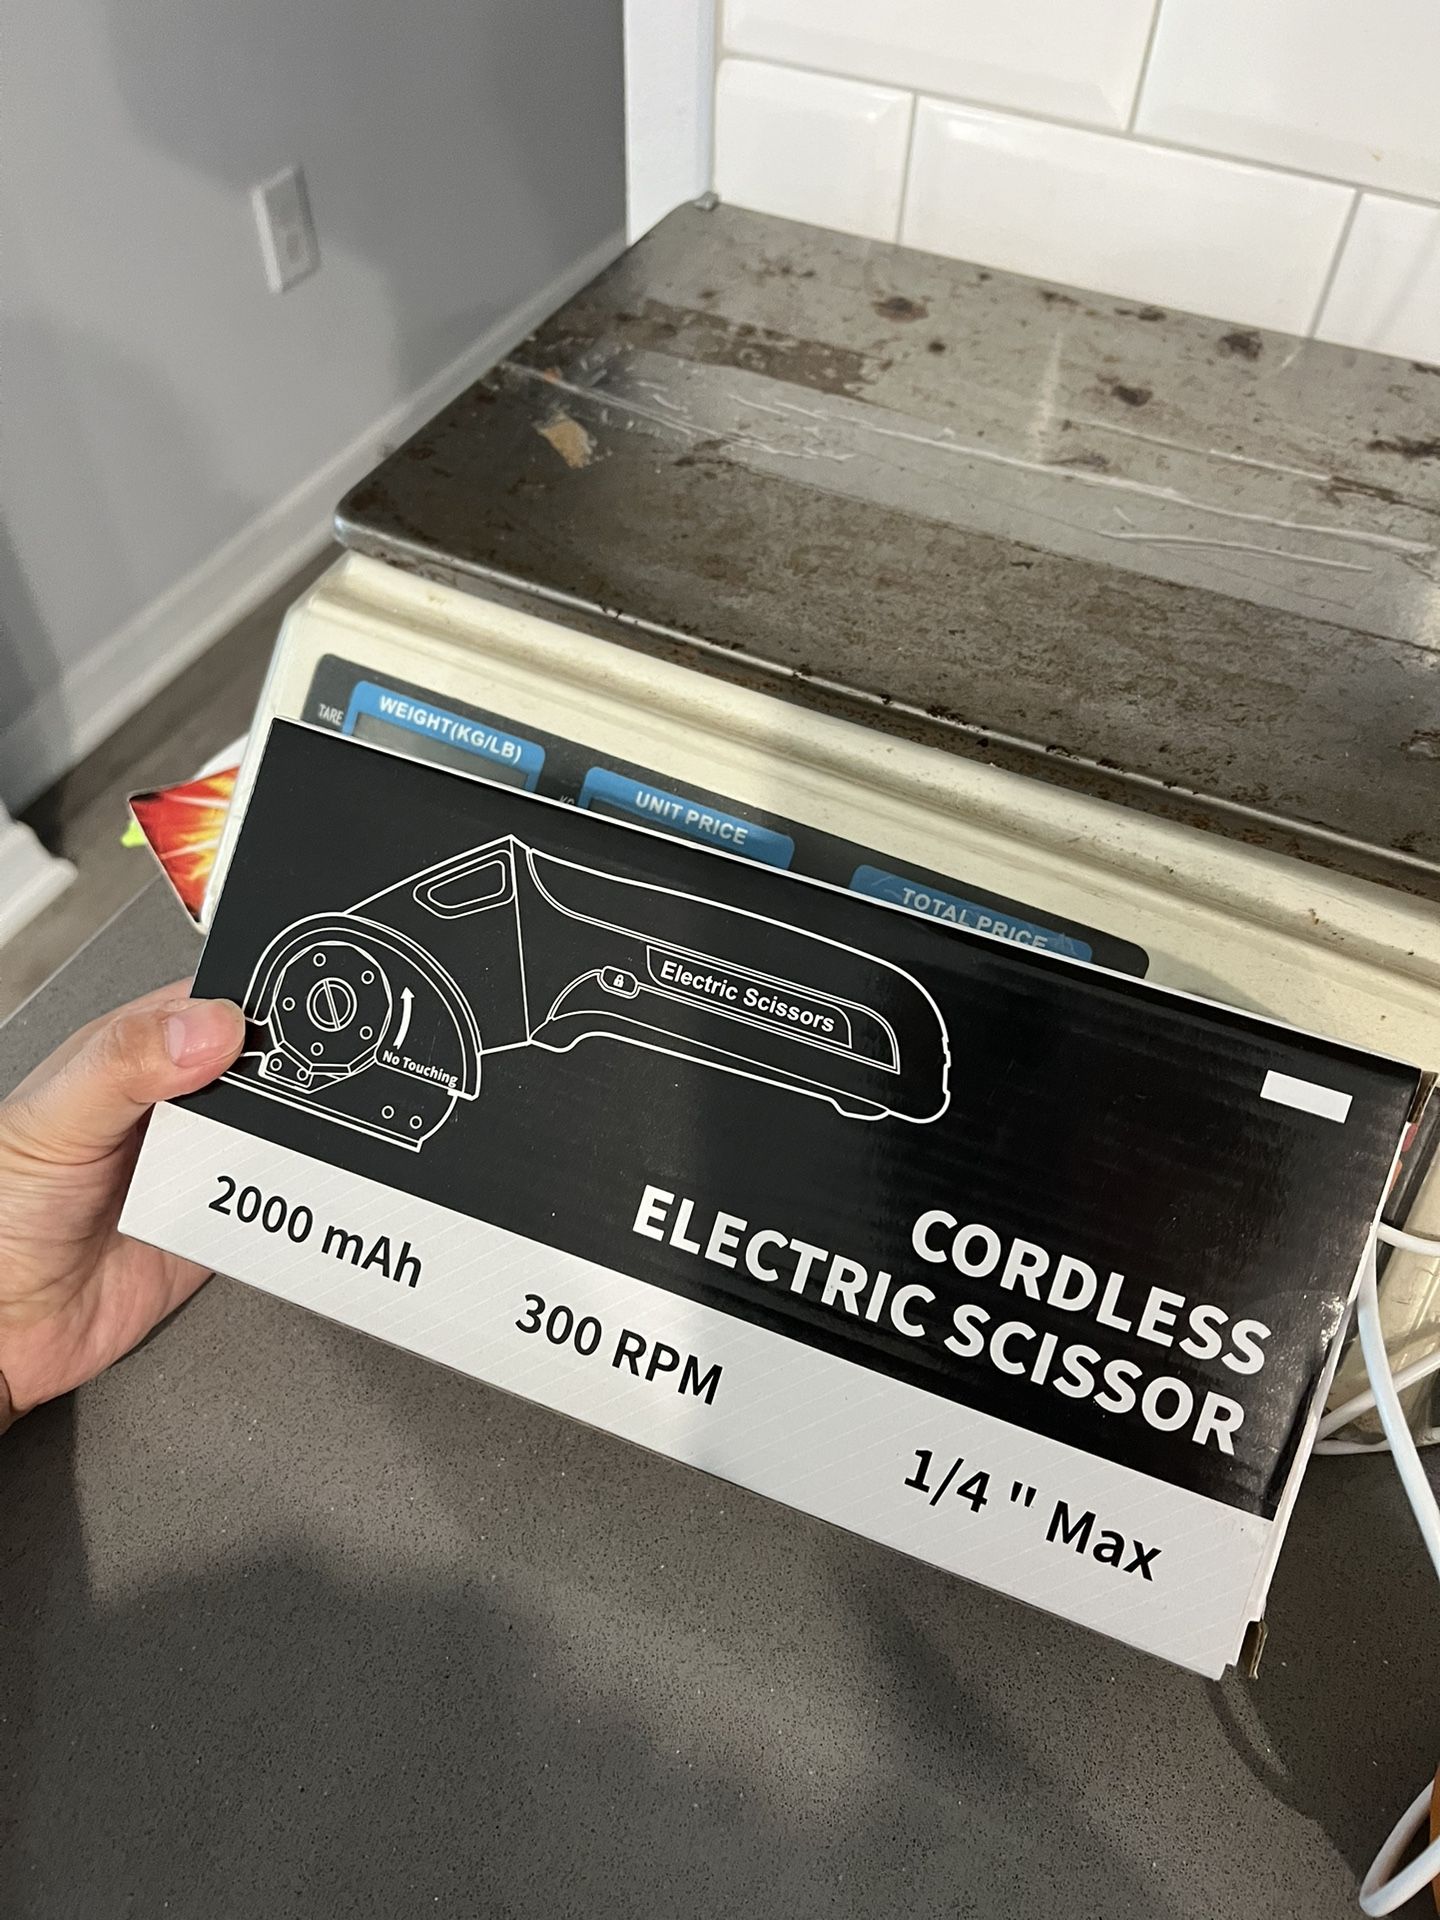 TARE
WEIGHT(KG/LB)
UNIT PRICE
TOTAL PRICE
Electric Scissors
No Touching
CORDLESS
ELECTRIC SCISSOR
2000 mAh
300 RPM
1/4 " Max